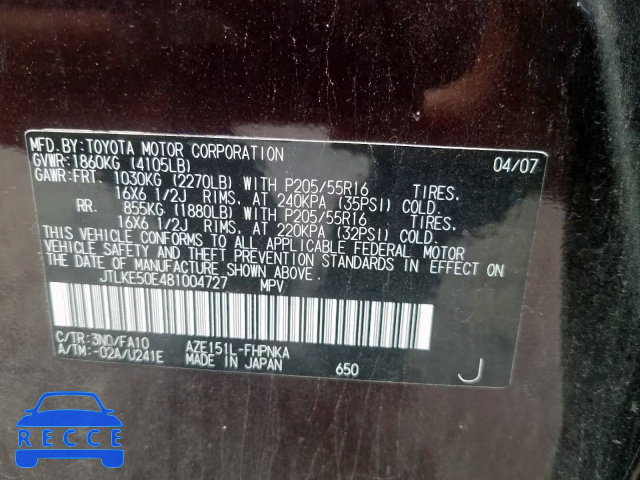 MFD.BY:TOYOTA MOTOR CORPORATION 04/07
GVWR:1860KG (4105LB)
GAWR:FRT. 1030KG (2270LB) WITH P205/55R16 TIRES.
16X6 1/2J RIMS, AT 240KPA (35PSI) COLD.
RR. 855KG (1880LB) WITH P205/55R16 TIRES.
16X6 1/2J RIMS, AT 220KPA (32PSI) COLD.
THIS VEHICLE CONFORMS TO ALL APPLICABLE FEDERAL MOTOR
VEHICLE SAFETY AND THEFT PREVENTION STANDARDS IN EFFECT ON
THE DATE OF MANUFACTURE SHOWN ABOVE.
JTLKE50E481004727 MPV
C/TR:3N0/FA10 AZE151L-FHPNKA
A/TM:-02A/U241E MADE IN JAPAN 650 J
RECCE